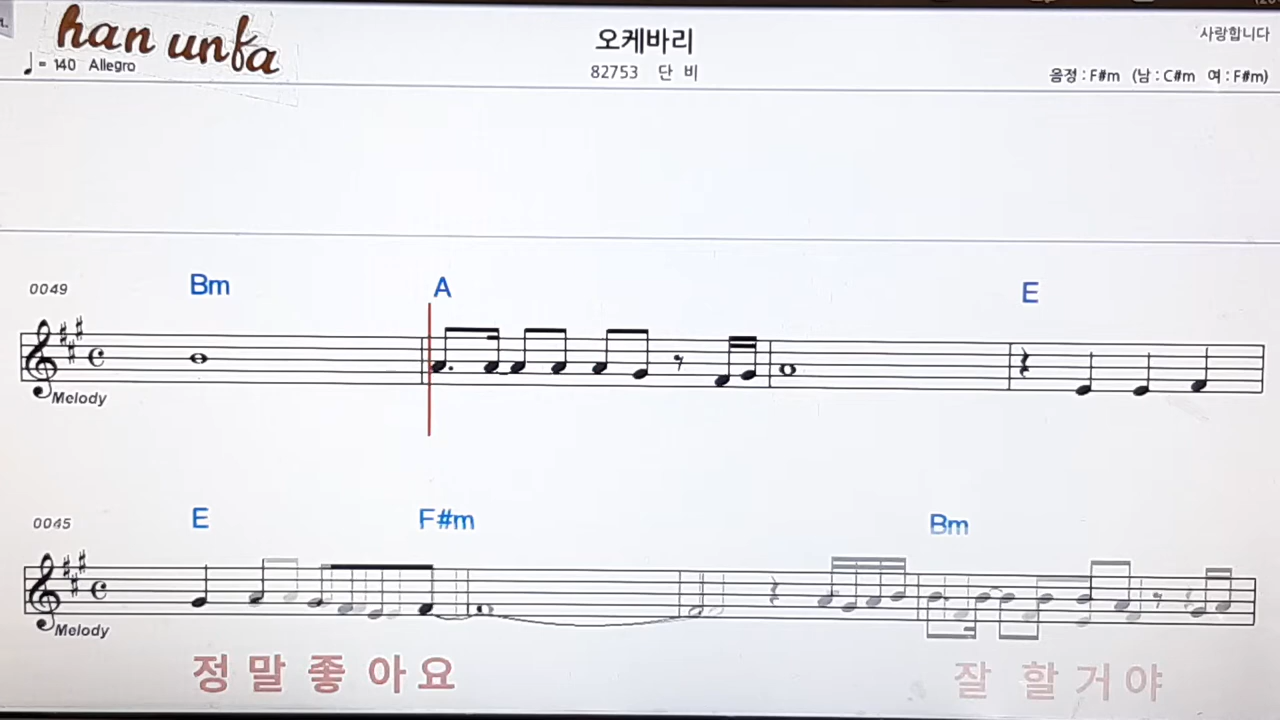 han unfa
♩= 140 Allegro
오케바리
82753 단 비
사랑합니다
음정 : F#m (남 : C#m 여 : F#m)
0049 Bm A E
Melody
0045 E F#m Bm
Melody
정 말 좋 아 요 잘 할 거 야